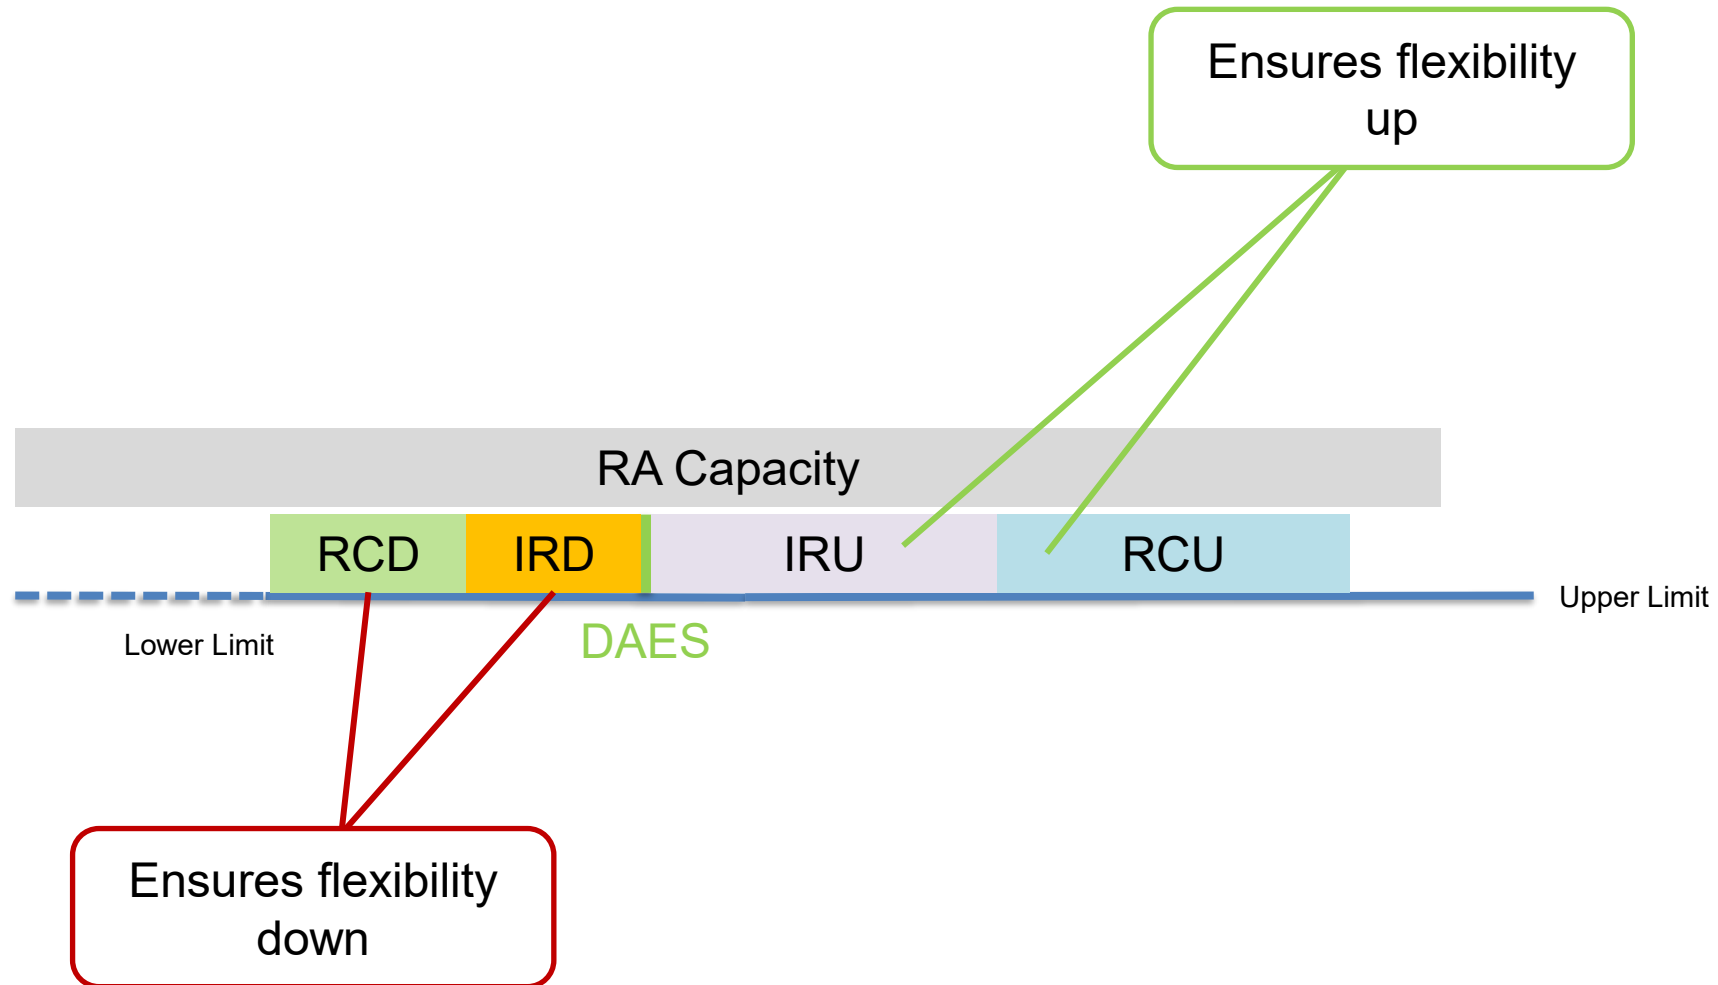 Ensures flexibility
up
RA Capacity
RCD
IRD
IRU
RCU
Upper Limit
Lower Limit
DAES
Ensures flexibility
down